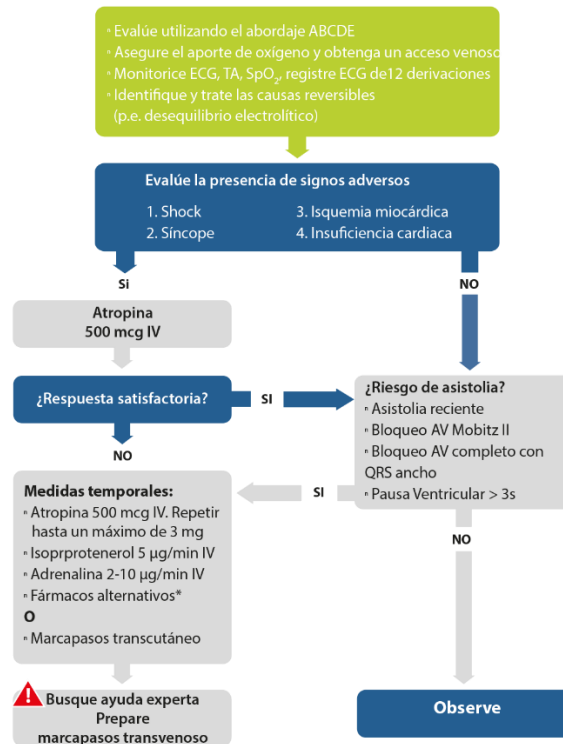 ▫ Evalúe utilizando el abordaje ABCDE
▫ Asegure el aporte de oxígeno y obtenga un acceso venoso
▫ Monitorice ECG, TA, SpO₂, registre ECG de12 derivaciones
▫ Identifique y trate las causas reversibles
(p.e. desequilibrio electrolítico)
Evalúe la presencia de signos adversos
1. Shock
2. Síncope
3. Isquemia miocárdica
4. Insuficiencia cardiaca
Si
NO
Atropina
500 mcg IV
¿Respuesta satisfactoria?
SI
¿Riesgo de asistolia?
▫ Asistolia reciente
▫ Bloqueo AV Mobitz II
▫ Bloqueo AV completo con
QRS ancho
▫ Pausa Ventricular > 3s
NO
SI
NO
Medidas temporales:
▫ Atropina 500 mcg IV. Repetir
hasta un máximo de 3 mg
▫ Isoprprotenerol 5 µg/min IV
▫ Adrenalina 2-10 µg/min IV
▫ Fármacos alternativos*
O
▫ Marcapasos transcutáneo
! Busque ayuda experta
Prepare
marcapasos transvenoso
Observe